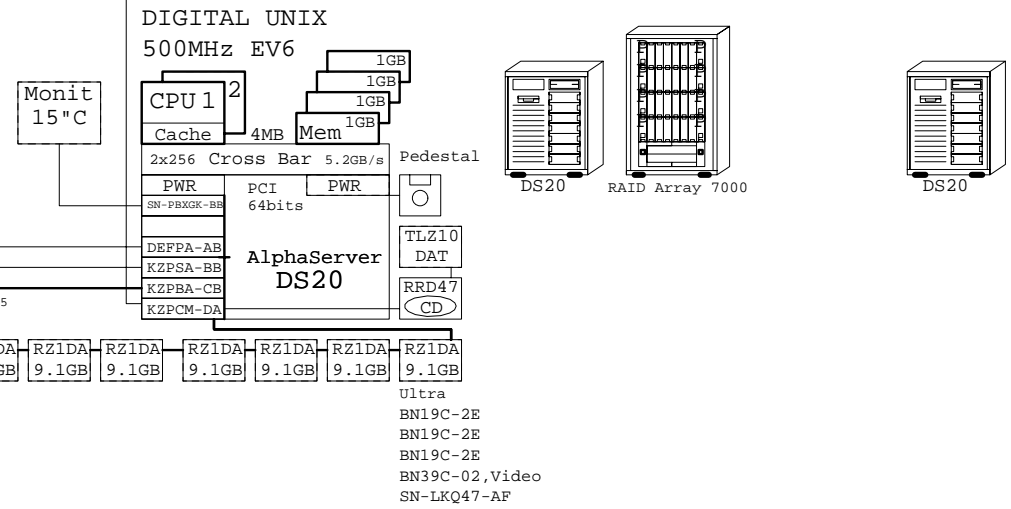 DIGITAL UNIX
500MHz EV6
1GB
1GB
1GB
1GB
Monit
15"C
CPU 1
2
Cache
4MB
Mem
2x256 Cross Bar 5.2GB/s
Pedestal
PWR
PCI
64bits
PWR
SN-PBXGK-BB
DEFPA-AB
KZPSA-BB
KZPBA-CB
KZPCM-DA
AlphaServer
DS20
TLZ10
DAT
RRD47
CD
5
DA
GB
RZ1DA
9.1GB
RZ1DA
9.1GB
RZ1DA
9.1GB
RZ1DA
9.1GB
RZ1DA
9.1GB
RZ1DA
9.1GB
Ultra
BN19C-2E
BN19C-2E
BN19C-2E
BN39C-02,Video
SN-LKQ47-AF
DS20
RAID Array 7000
DS20